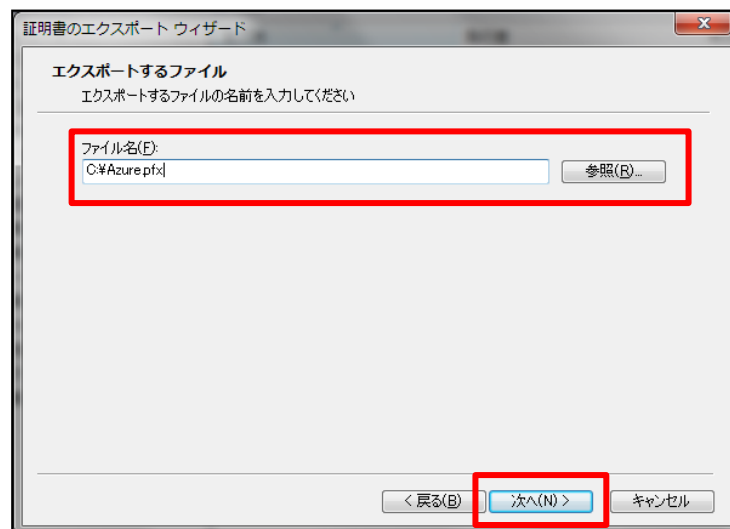 証明書のエクスポート ウィザード
エクスポートするファイル
エクスポートするファイルの名前を入力してください
ファイル名(F):
C:¥Azure.pfx
参照(R)...
< 戻る(B)
次へ(N) >
キャンセル